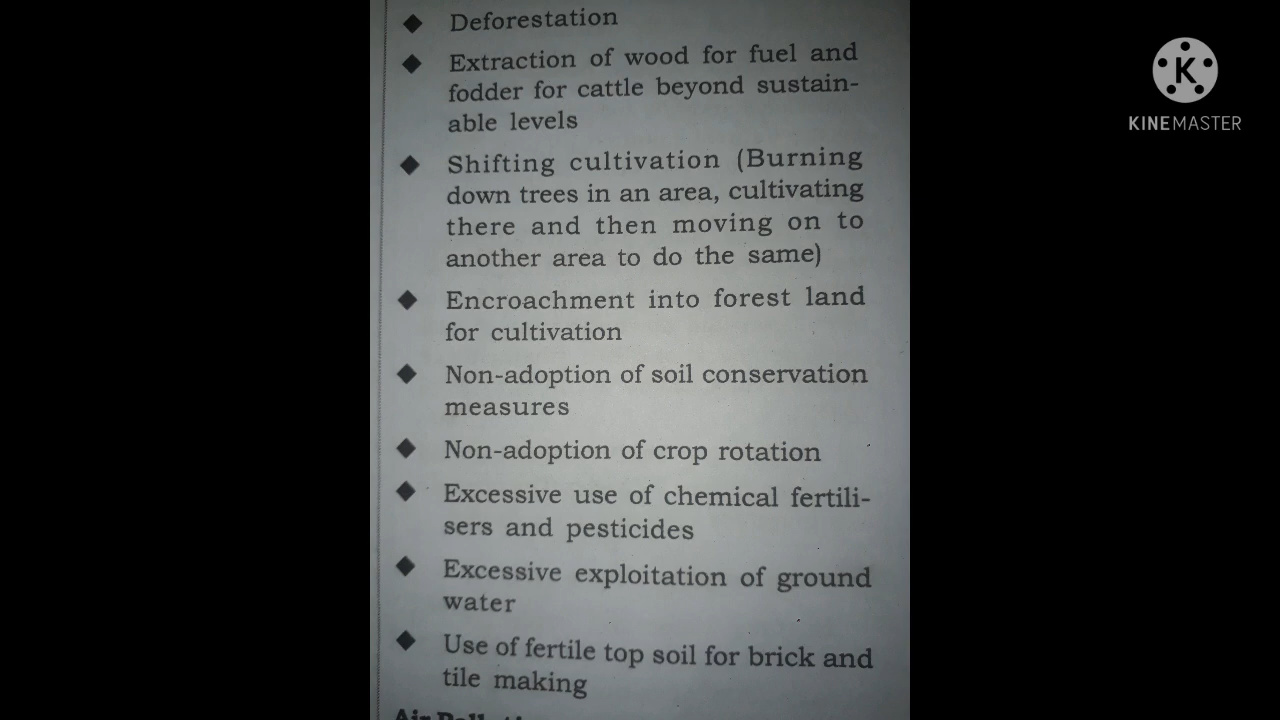 ◆ Deforestation
◆ Extraction of wood for fuel and
fodder for cattle beyond sustain-
able levels
◆ Shifting cultivation (Burning
down trees in an area, cultivating
there and then moving on to
another area to do the same)
◆ Encroachment into forest land
for cultivation
◆ Non-adoption of soil conservation
measures
◆ Non-adoption of crop rotation
◆ Excessive use of chemical fertili-
sers and pesticides
◆ Excessive exploitation of ground
water
◆ Use of fertile top soil for brick and
tile making
K
KINEMASTER